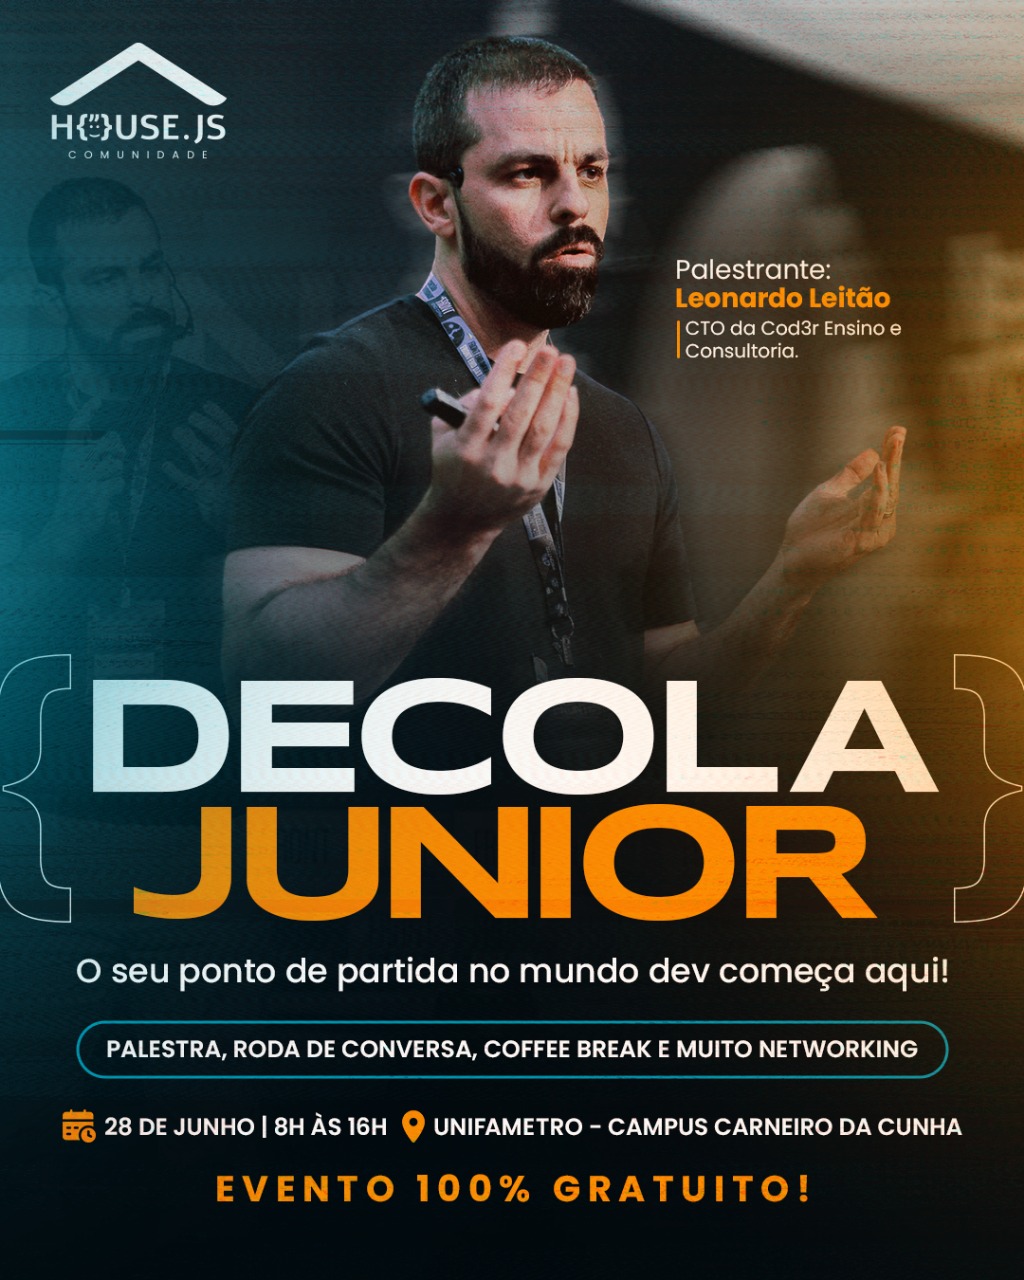 H{}USE.JS
COMUNIDADE
Palestrante:
Leonardo Leitão
CTO da Cod3r Ensino e
Consultoria.
{DECOLA
JUNIOR}
O seu ponto de partida no mundo dev começa aqui!
PALESTRA, RODA DE CONVERSA, COFFEE BREAK E MUITO NETWORKING
28 DE JUNHO | 8H ÀS 16H UNIFAMETRO - CAMPUS CARNEIRO DA CUNHA
EVENTO 100% GRATUITO!